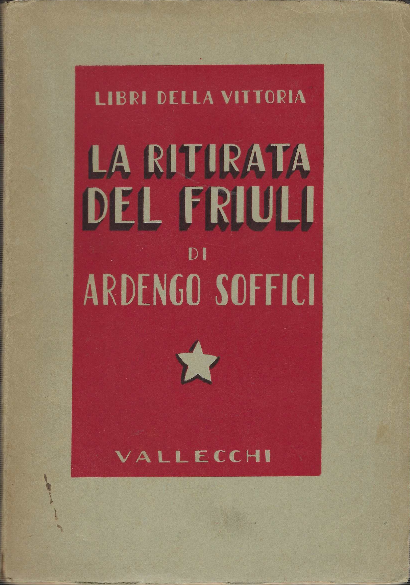 LIBRI DELLA VITTORIA
LA RITIRATA
DEL FRIULI
DI
ARDENGO SOFFICI
VALLECCHI